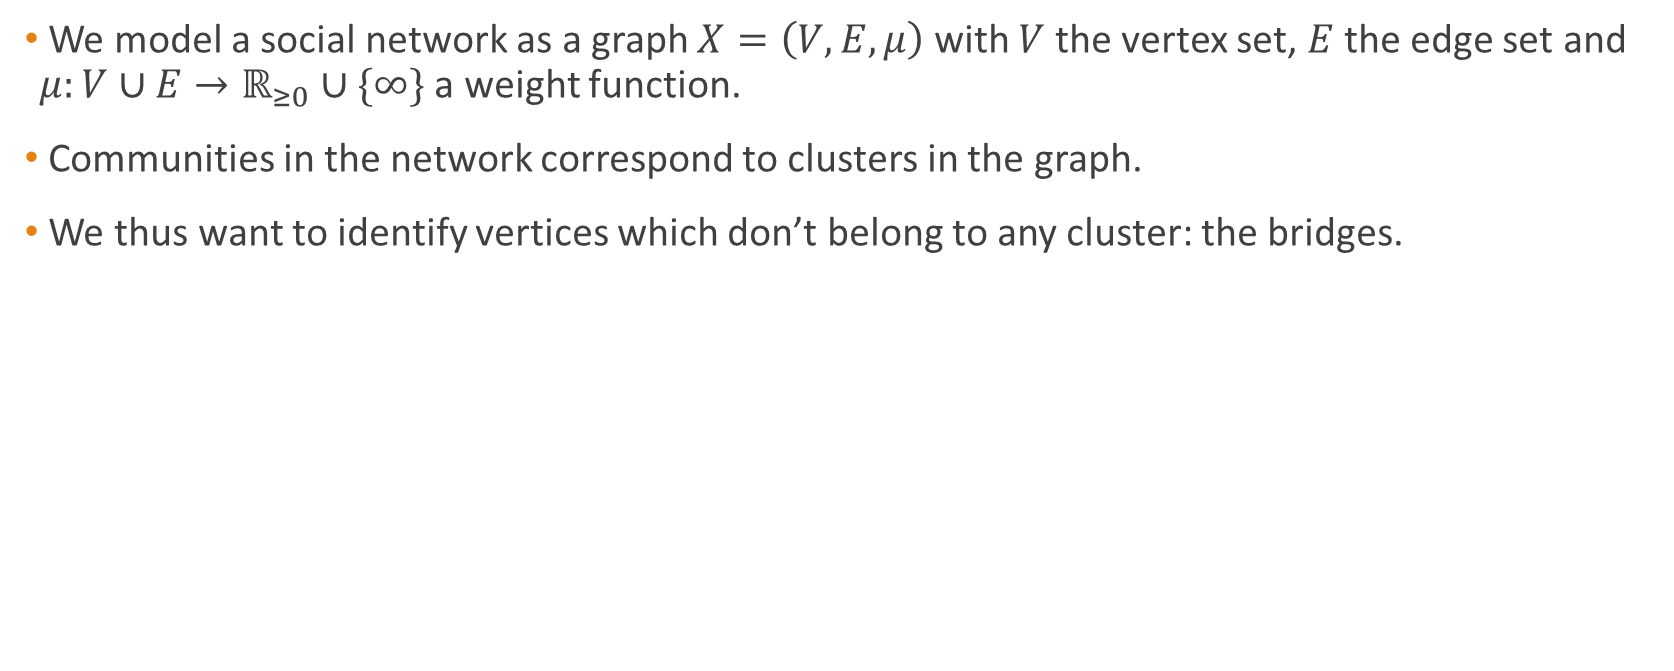 • We model a social network as a graph 𝑋 = (𝑉, 𝐸, 𝜇) with 𝑉 the vertex set, 𝐸 the edge set and
𝜇: 𝑉 ∪ 𝐸 → ℝ≥0 ∪ {∞} a weight function.
• Communities in the network correspond to clusters in the graph.
• We thus want to identify vertices which don’t belong to any cluster: the bridges.